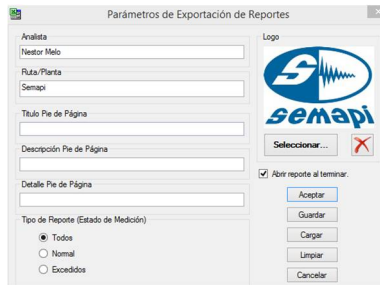 Parámetros de Exportación de Reportes
Analista
Nestor Melo
Ruta/Planta
Semapi
Titulo Pie de Página
Descripción Pie de Página
Detalle Pie de Página
Tipo de Reporte (Estado de Medición)
Todos
Normal
Excedidos
Logo
semapi
Seleccionar...
Abrir reporte al terminar.
Aceptar
Guardar
Cargar
Limpiar
Cancelar